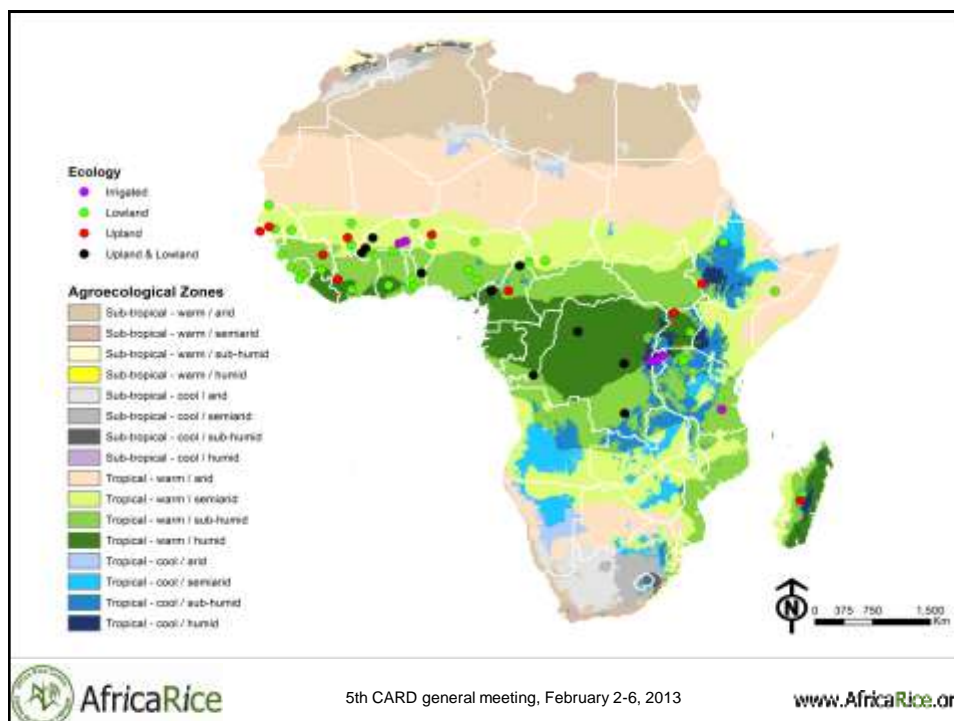 Ecology
Irrigated
Lowland
Upland
Upland & Lowland
Agroecological Zones
Sub-tropical - warm / arid
Sub-tropical - warm / semiarid
Sub-tropical - warm / sub-humid
Sub-tropical - warm / humid
Sub-tropical - cool / arid
Sub-tropical - cool / semiarid
Sub-tropical - cool / sub-humid
Sub-tropical - cool / humid
Tropical - warm / arid
Tropical - warm / semiarid
Tropical - warm / sub-humid
Tropical - warm / humid
Tropical - cool / arid
Tropical - cool / semiarid
Tropical - cool / sub-humid
Tropical - cool / humid
N
0 375 750 1,500
Km
AfricaRice
5th CARD general meeting, February 2-6, 2013
www.AfricaRice.or